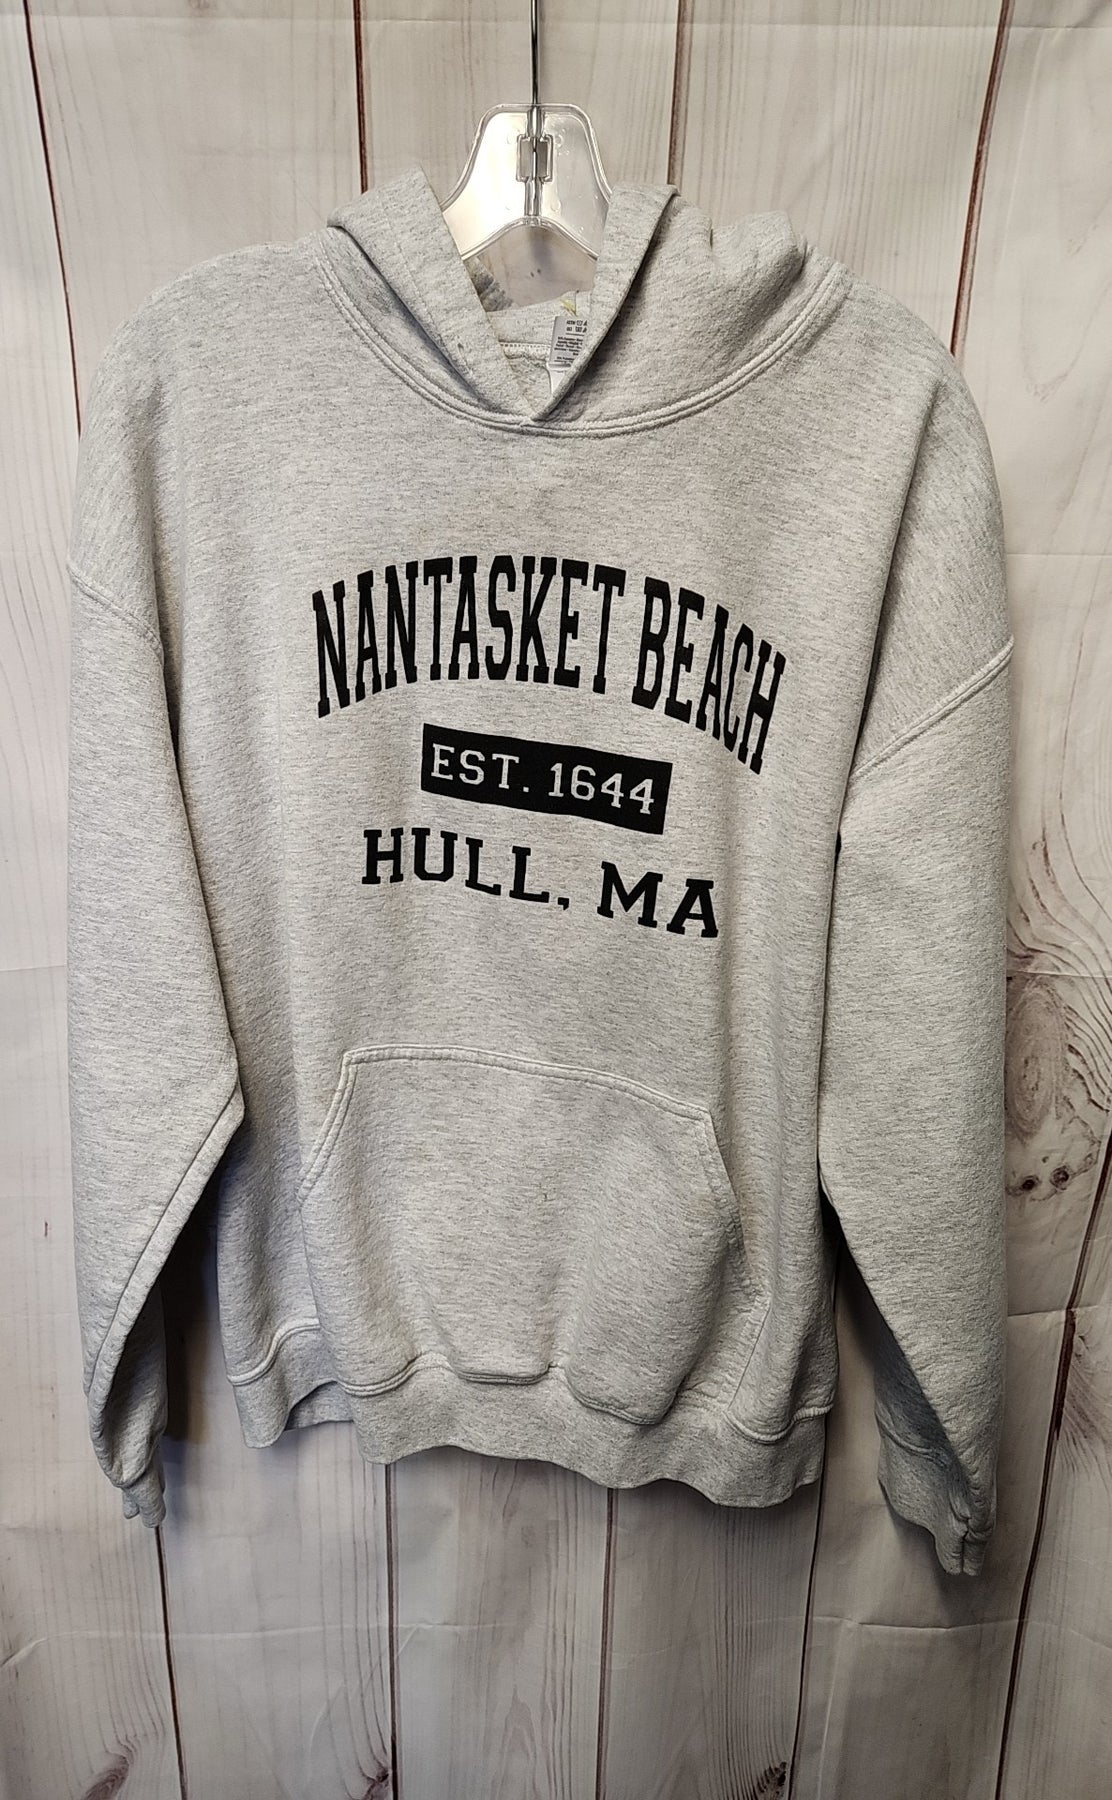 NANTASKET BEACH
EST. 1644
HULL, MA